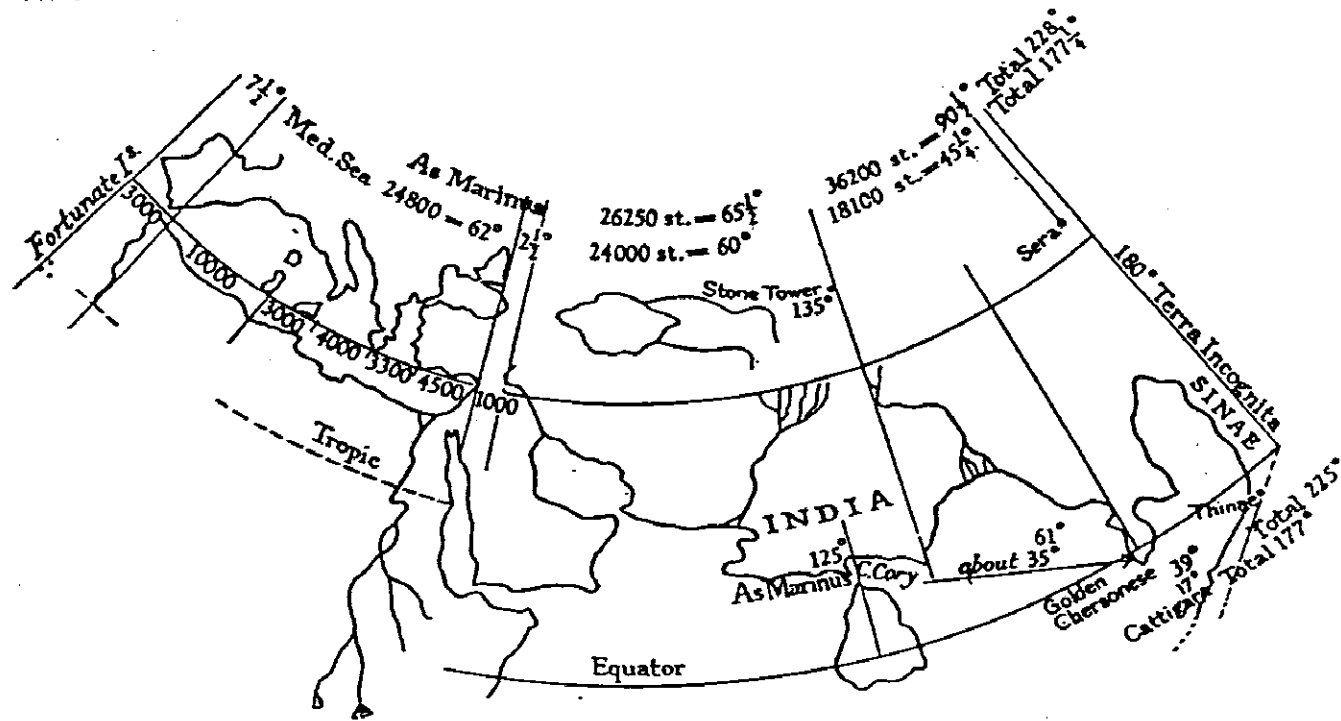 7½°
Total 228°
Total 177¼°
Fortunate Is.
Med. Sea 24800 = 62°
As Marinus
2½°
26250 st. = 65½°
24000 st. = 60°
36200 st. = 90½°
18100 st. = 45¼°
Sera
3000
10000
3000
4000
3300
4500
1000
Stone Tower
135°
180° Terra Incognita
SINAE
Tropic
INDIA
125°
As Marinus
C. Cory
61°
about 35°
Thinae
Total 225°
Total 177°
Golden
Chersonese 39°
17°
Cattigara
Equator